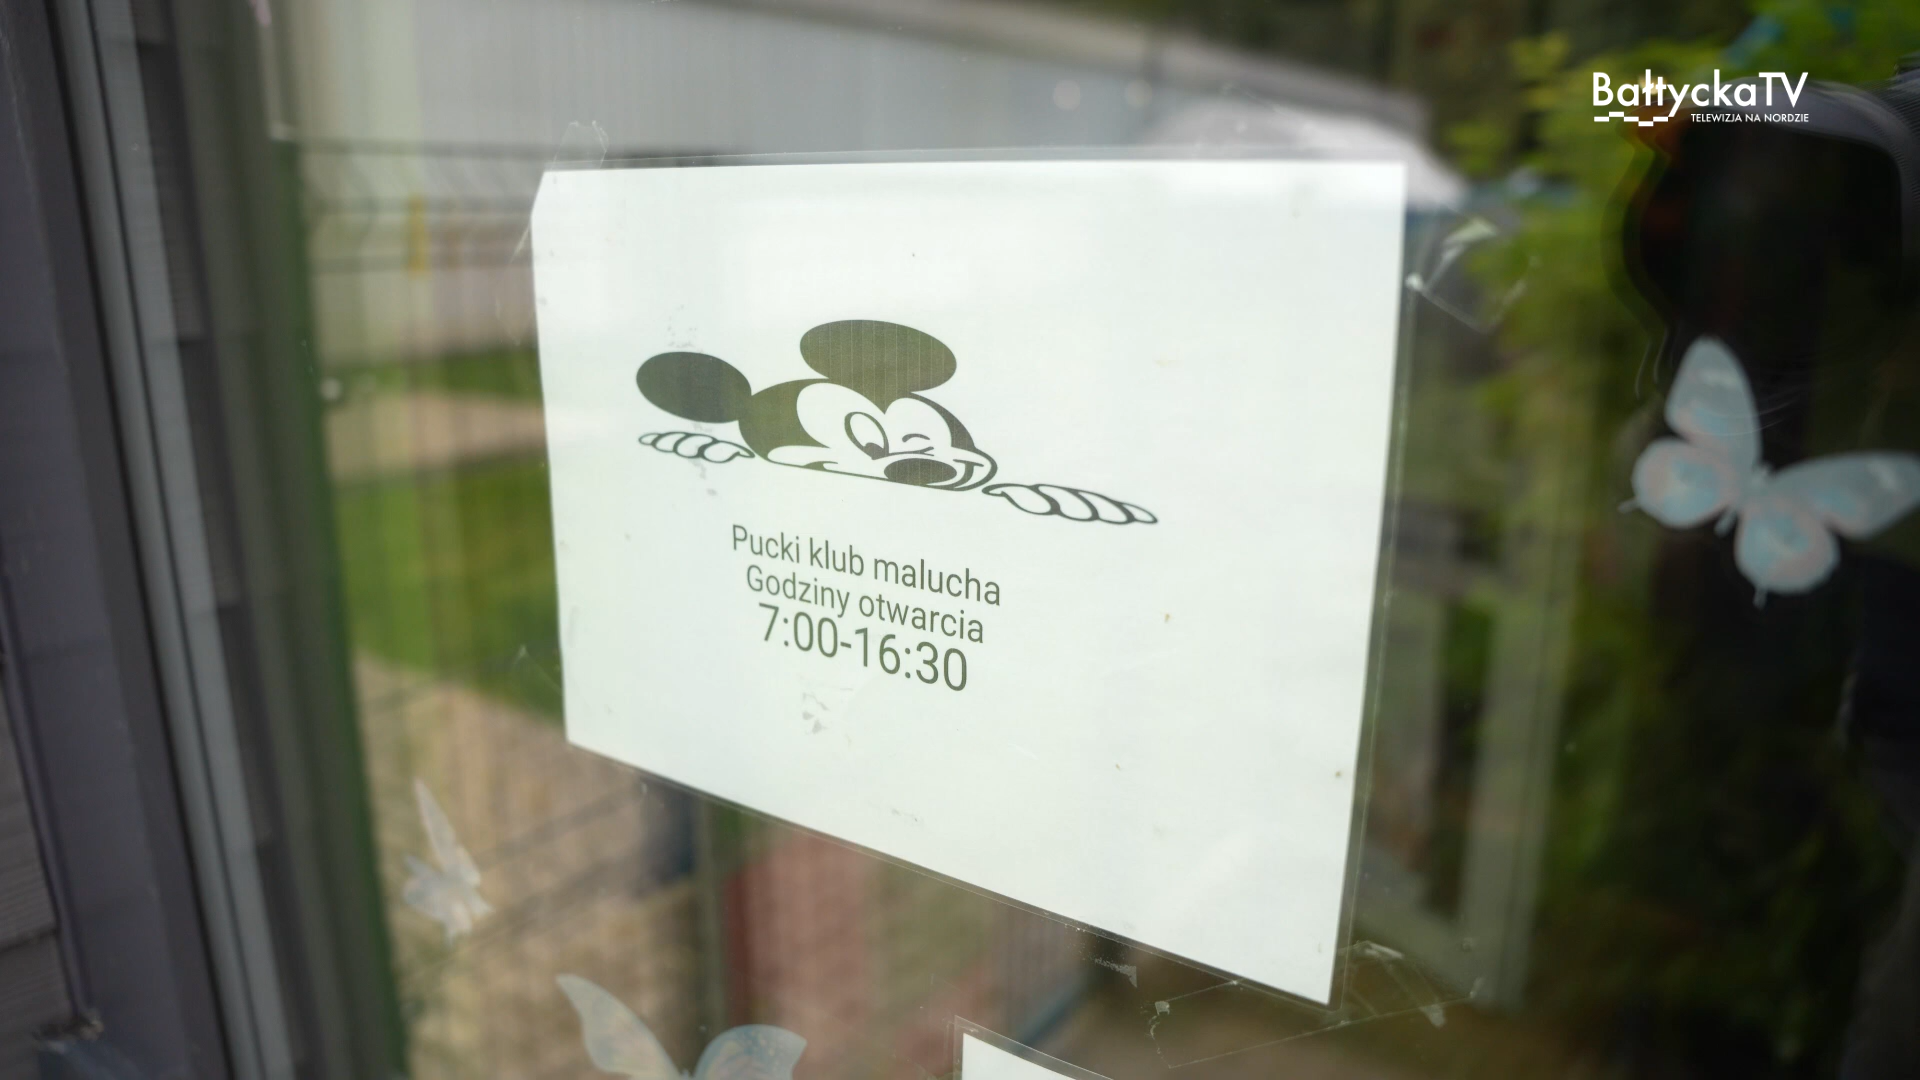 BałtyckaTV
TELEWIZJA NA NORDZIE
Pucki klub malucha
Godziny otwarcia
7:00-16:30